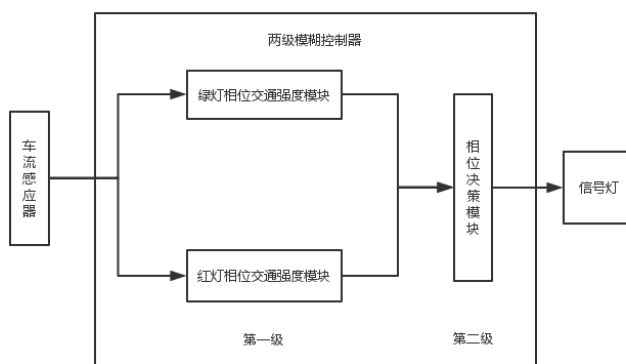 两级模糊控制器
绿灯相位交通强度模块
车流感应器
相位决策模块
信号灯
红灯相位交通强度模块
第一级
第二级